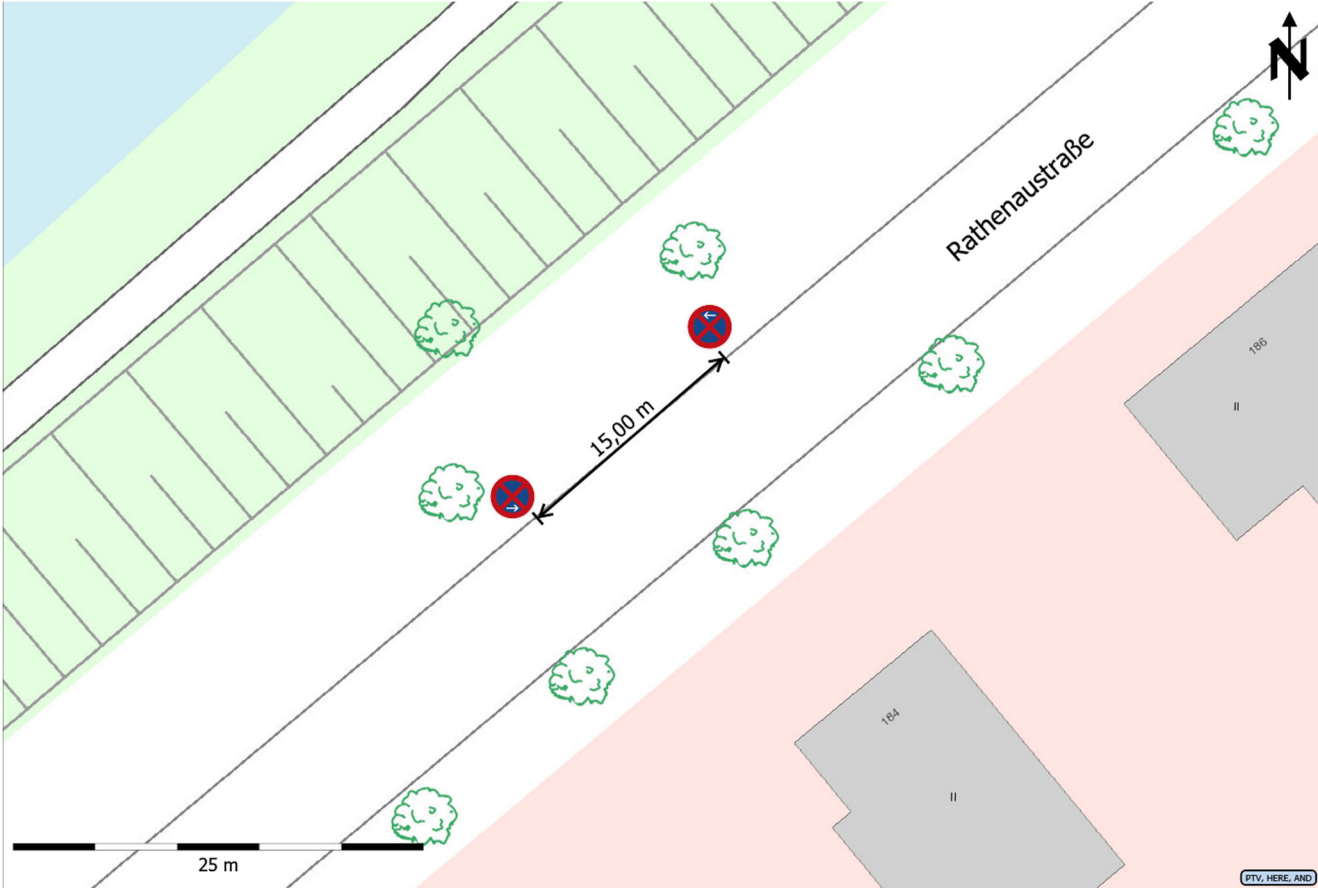 N
Rathenaustraße
186
II
15,00 m
184
II
25 m
PTV, HERE, AND